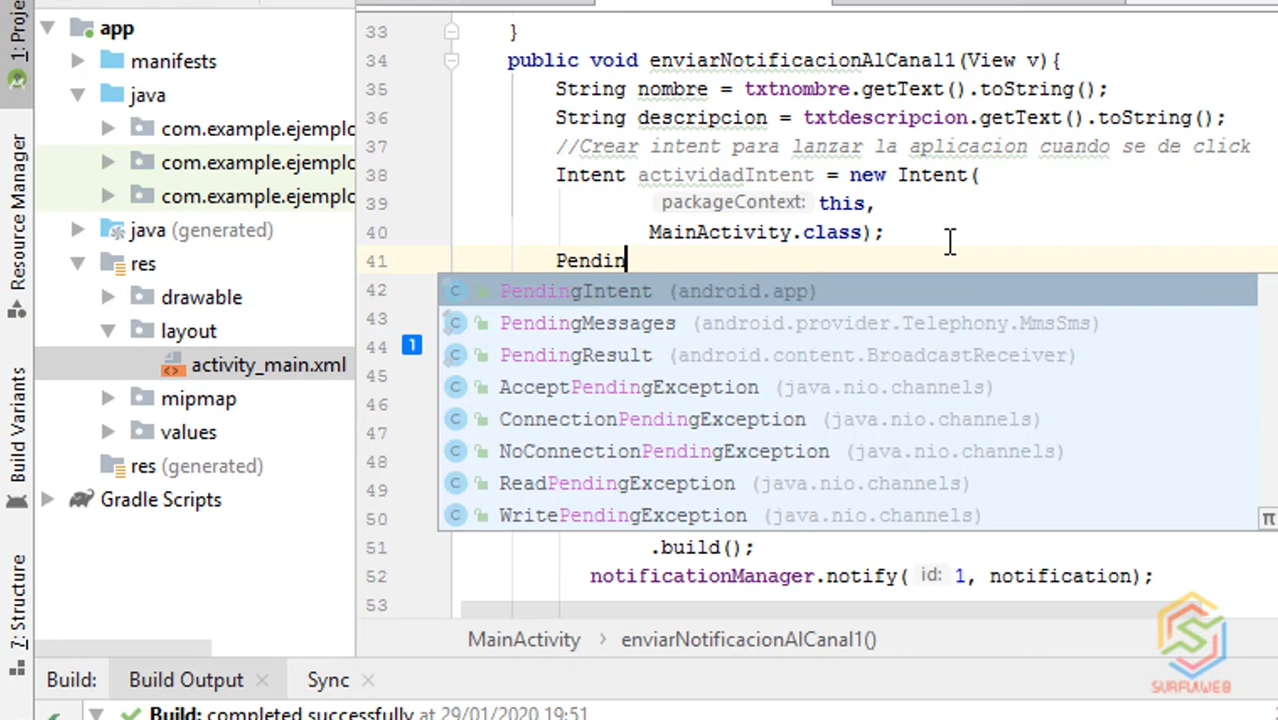 1: Proje
Resource Manager
Build Variants
7: Structure
app
manifests
java
com.example.ejemplo
com.example.ejemplo
com.example.ejemplo
java (generated)
res
drawable
layout
activity_main.xml
mipmap
values
res (generated)
Gradle Scripts
33 }
34 public void enviarNotificacionAlCanal1(View v){
35 String nombre = txtnombre.getText().toString();
36 String descripcion = txtdescripcion.getText().toString();
37 //Crear intent para lanzar la aplicacion cuando se de click
38 Intent actividadIntent = new Intent(
39 packageContext: this,
40 MainActivity.class);
41 Pendin
42 PendingIntent (android.app)
43 PendingMessages (android.provider.Telephony.MmsSms)
44 1 PendingResult (android.content.BroadcastReceiver)
45 AcceptPendingException (java.nio.channels)
46 ConnectionPendingException (java.nio.channels)
47
48 NoConnectionPendingException (java.nio.channels)
49 ReadPendingException (java.nio.channels)
50 WritePendingException (java.nio.channels) π
51 .build();
52 notificationManager.notify( id: 1, notification);
53
MainActivity › enviarNotificacionAlCanal1()
SURFULWEB
Build: Build Output × Sync ×
Build: completed successfully at 29/01/2020 19:51